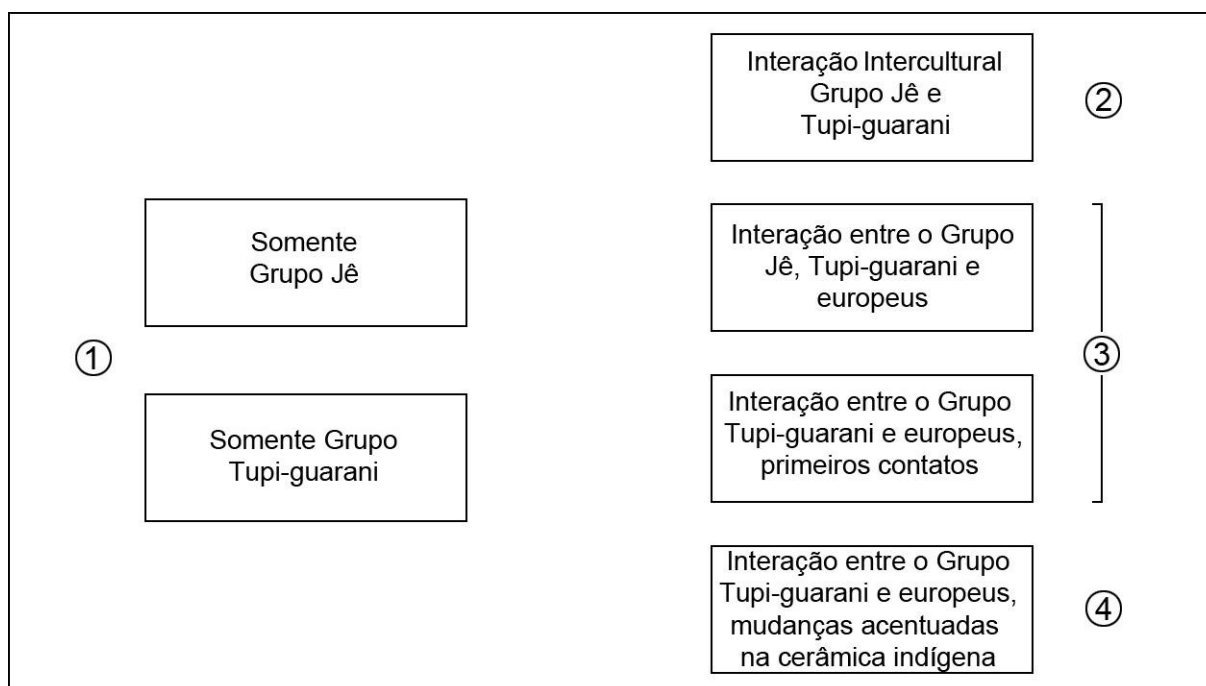 ①
Somente
Grupo Jê
Somente Grupo
Tupi-guarani
Interação Intercultural
Grupo Jê e
Tupi-guarani
②
Interação entre o Grupo
Jê, Tupi-guarani e
europeus
Interação entre o Grupo
Tupi-guarani e europeus,
primeiros contatos
③
Interação entre o Grupo
Tupi-guarani e europeus,
mudanças acentuadas
na cerâmica indígena
④